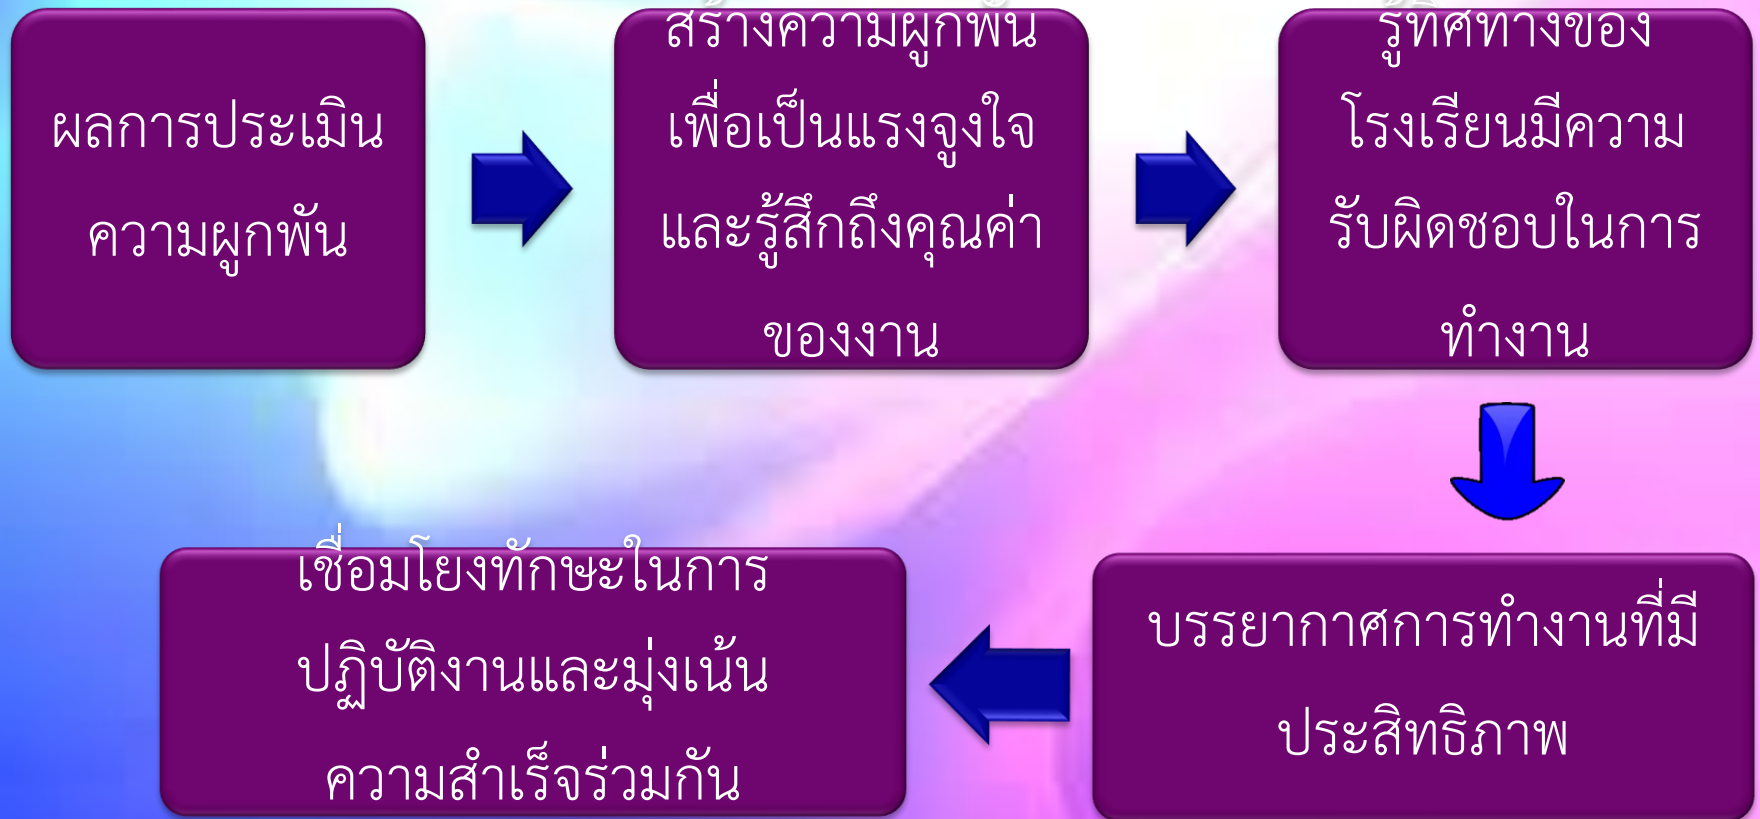 ผลการประเมิน
ความผูกพัน
สร้างความผูกพัน
เพื่อเป็นแรงจูงใจ
และรู้สึกถึงคุณค่า
ของงาน
รู้ทิศทางของ
โรงเรียนมีความ
รับผิดชอบในการ
ทำงาน
บรรยากาศการทำงานที่มี
ประสิทธิภาพ
เชื่อมโยงทักษะในการ
ปฏิบัติงานและมุ่งเน้น
ความสำเร็จร่วมกัน